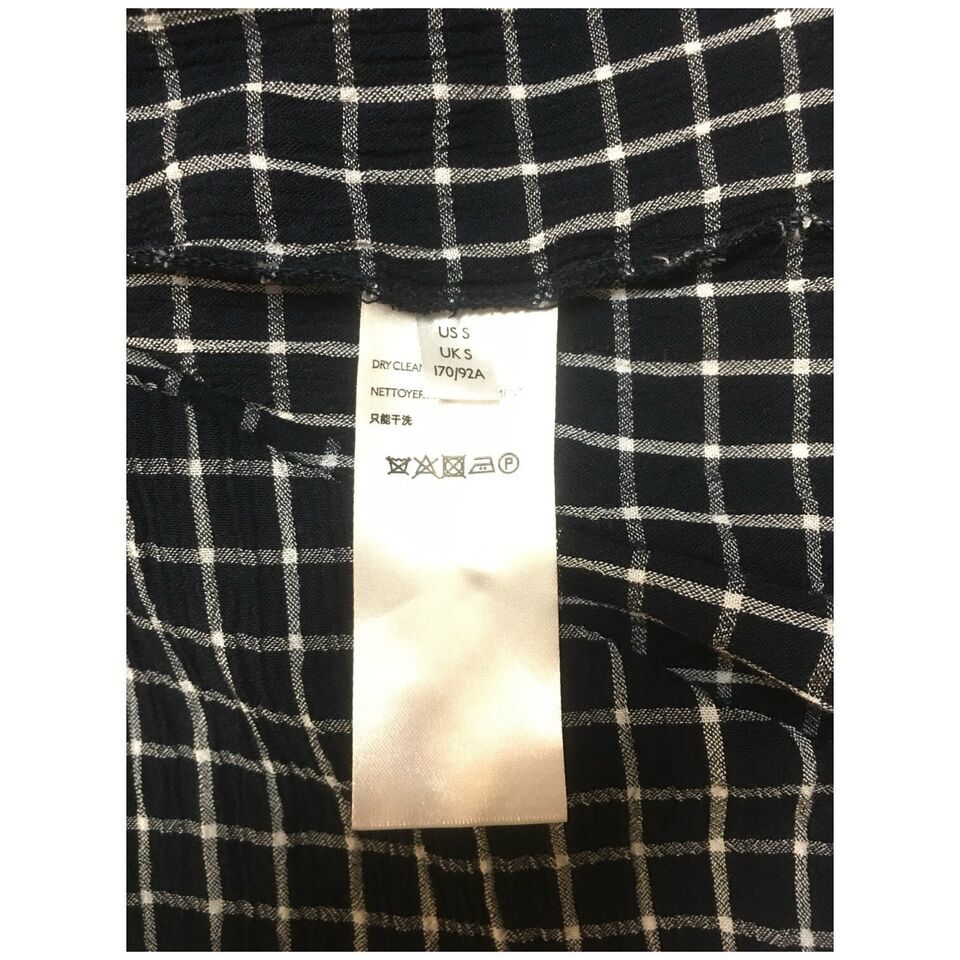 US S
UK S
170/92A
DRY CLEAN
NETTOYER
只能干洗
P